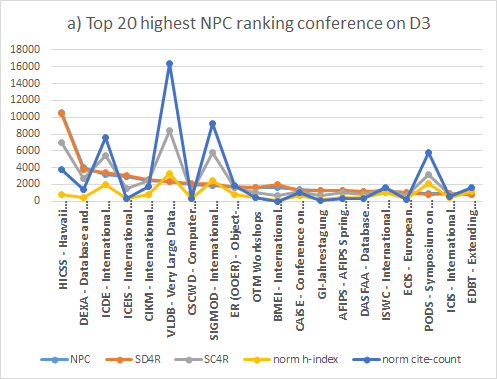 a) Top 20 highest NPC ranking conference on D3
18000
16000
14000
12000
10000
8000
6000
4000
2000
0
HICSS - Hawaii...
DEXA - Database and...
ICDE - International...
ICEIS - International...
CIKM - International...
VLDB - Very Large Data...
CSCWD - Computer...
SIGMOD - International...
ER (OOER) - Object-...
OTM Workshops
BMEI - International...
CAiSE - Conference on...
GI-Jahrestagung
AFIPS - AFIPS Spring...
DASFAA - Database...
ISWC - International...
ECIS - European...
PODS - Symposium on...
ICIS - International...
EDBT - Extending...
NPC
SD4R
SC4R
norm h-index
norm cite-count